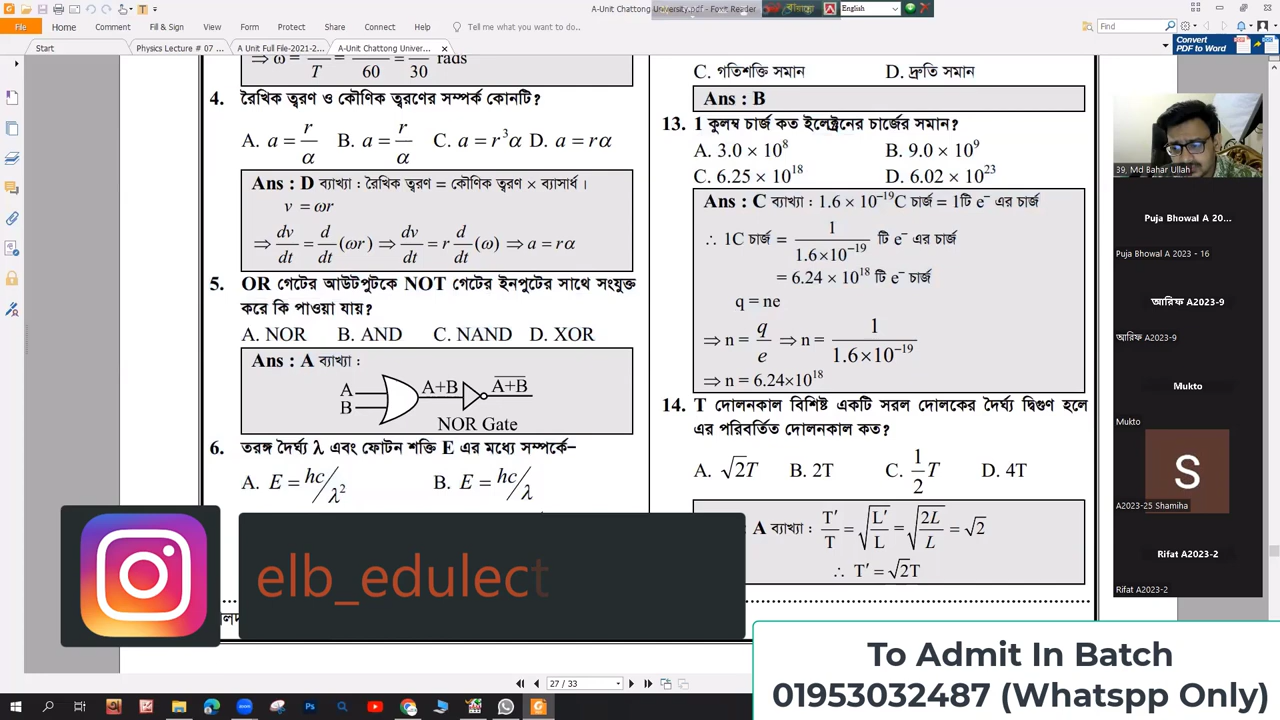 A-Unit Chattong University.pdf - Foxit Reader
English
File
Home
Comment
Fill & Sign
View
Form
Protect
Share
Connect
Help
Tell me what you want to do...
Find
Start
Physics Lecture # 07 ...
A Unit Full File-2021-2...
A-Unit Chattong Univer...
Convert
PDF to Word
⇒ ω = T = 60 = 30 rads
4. রৈখিক ত্বরণ ও কৌণিক ত্বরণের সম্পর্ক কোনটি?
A. a = r/α B. a = r/α C. a = r³α D. a = rα
Ans : D ব্যাখ্যা : রৈখিক ত্বরণ = কৌণিক ত্বরণ × ব্যাসার্ধ।
v = ωr
⇒ dv/dt = d/dt (ωr) ⇒ dv/dt = r d/dt (ω) ⇒ a = rα
5. OR গেটের আউটপুটকে NOT গেটের ইনপুটের সাথে সংযুক্ত
করে কি পাওয়া যায়?
A. NOR B. AND C. NAND D. XOR
Ans : A ব্যাখ্যা :
A
B
A+B
A+B
NOR Gate
6. তরঙ্গ দৈর্ঘ্য λ এবং ফোটন শক্তি E এর মধ্যে সম্পর্কে–
A. E = hc/λ² B. E = hc/λ
C. গতিশক্তি সমান D. দ্রুতি সমান
Ans : B
13. 1 কুলম্ব চার্জ কত ইলেক্ট্রনের চার্জের সমান?
A. 3.0 × 10⁸ B. 9.0 × 10⁹
C. 6.25 × 10¹⁸ D. 6.02 × 10²³
Ans : C ব্যাখ্যা : 1.6 × 10⁻¹⁹C চার্জ = 1টি e⁻ এর চার্জ
∴ 1C চার্জ = 1/1.6×10⁻¹⁹ টি e⁻ এর চার্জ
= 6.24 × 10¹⁸ টি e⁻ চার্জ
q = ne
⇒ n = q/e ⇒ n = 1/1.6×10⁻¹⁹
⇒ n = 6.24×10¹⁸
14. T দোলনকাল বিশিষ্ট একটি সরল দোলকের দৈর্ঘ্য দ্বিগুণ হলে
এর পরিবর্তিত দোলনকাল কত?
A. √2T B. 2T C. 1/2 T D. 4T
A ব্যাখ্যা : T′/T = √L′/L = √2L/L = √2
∴ T′ = √2T
39, Md Bahar Ullah
Puja Bhowal A 20...
Puja Bhowal A 2023 - 16
আরিফ A2023-9
আরিফ A2023-9
Mukto
Mukto
S
A2023-25 Shamiha
Rifat A2023-2
Rifat A2023-2
elb_edulect
To Admit In Batch
01953032487 (Whatspp Only)
27 / 33